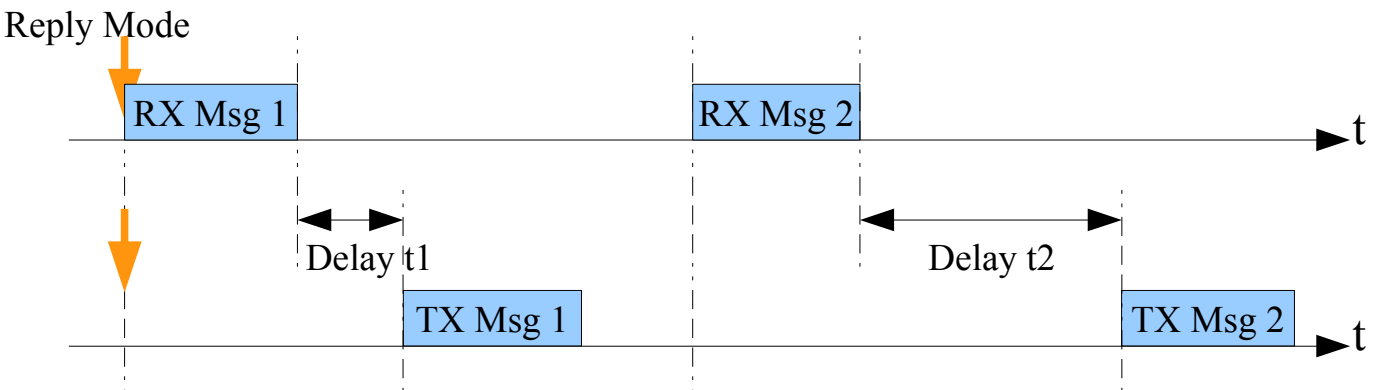 Reply Mode
RX Msg 1
RX Msg 2
t
Delay t1
Delay t2
TX Msg 1
TX Msg 2
t